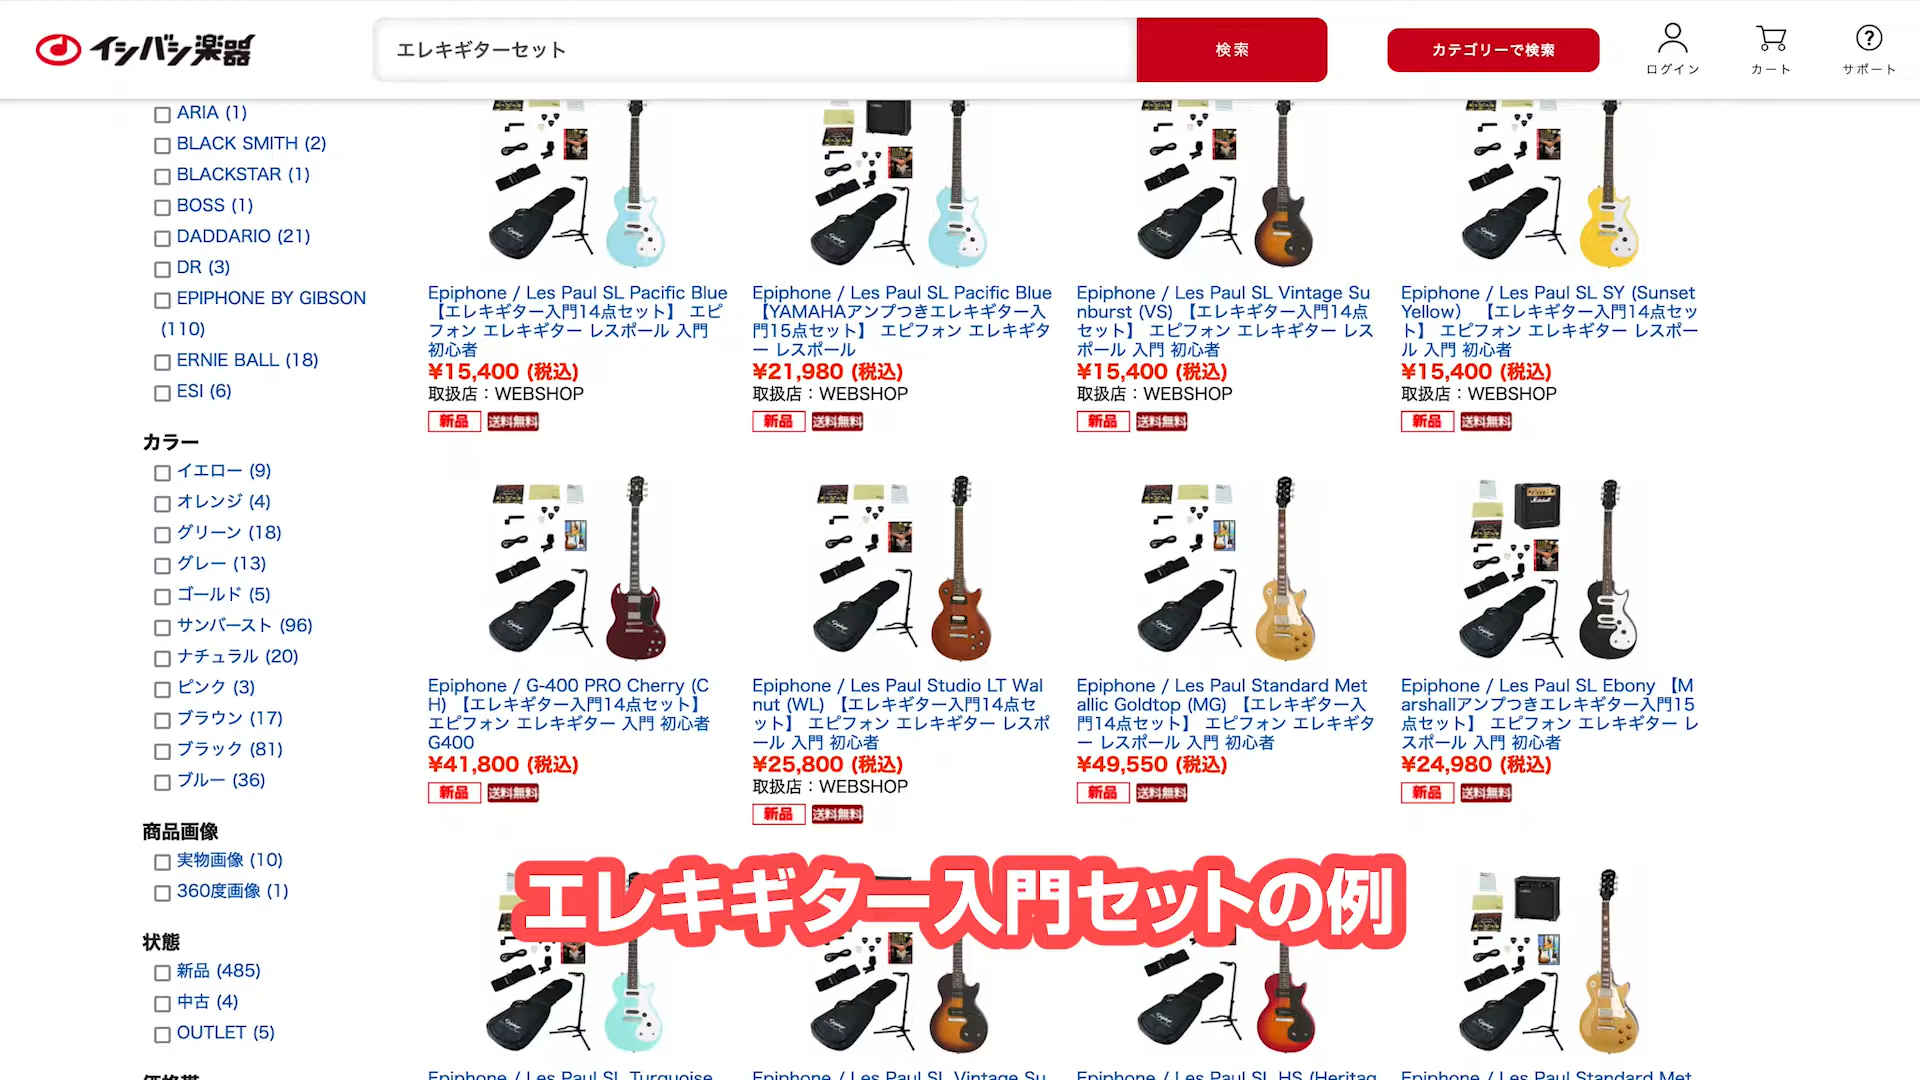 イシバシ楽器
エレキギターセット
検索
カテゴリーで検索
ログイン
カート
サポート
ARIA (1)
BLACK SMITH (2)
BLACKSTAR (1)
BOSS (1)
DADDARIO (21)
DR (3)
EPIPHONE BY GIBSON
(110)
ERNIE BALL (18)
ESI (6)
カラー
イエロー (9)
オレンジ (4)
グリーン (18)
グレー (13)
ゴールド (5)
サンバースト (96)
ナチュラル (20)
ピンク (3)
ブラウン (17)
ブラック (81)
ブルー (36)
商品画像
実物画像 (10)
360度画像 (1)
状態
新品 (485)
中古 (4)
OUTLET (5)
Epiphone / Les Paul SL Pacific Blue
【エレキギター入門14点セット】 エピ
フォン エレキギター レスポール 入門
初心者
¥15,400 (税込)
取扱店：WEBSHOP
新品 送料無料
Epiphone / Les Paul SL Pacific Blue
【YAMAHAアンプつきエレキギター入
門15点セット】 エピフォン エレキギタ
ー レスポール
¥21,980 (税込)
取扱店：WEBSHOP
新品 送料無料
Epiphone / Les Paul SL Vintage Su
nburst (VS) 【エレキギター入門14点
セット】 エピフォン エレキギター レス
ポール 入門 初心者
¥15,400 (税込)
取扱店：WEBSHOP
新品 送料無料
Epiphone / Les Paul SL SY (Sunset
Yellow） 【エレキギター入門14点セッ
ト】 エピフォン エレキギター レスポー
ル 入門 初心者
¥15,400 (税込)
取扱店：WEBSHOP
新品 送料無料
Epiphone / G-400 PRO Cherry (C
H) 【エレキギター入門14点セット】
エピフォン エレキギター 入門 初心者
G400
¥41,800 (税込)
新品 送料無料
Epiphone / Les Paul Studio LT Wal
nut (WL) 【エレキギター入門14点セ
ット】 エピフォン エレキギター レスポ
ール 入門 初心者
¥25,800 (税込)
取扱店：WEBSHOP
新品 送料無料
Epiphone / Les Paul Standard Met
allic Goldtop (MG) 【エレキギター入
門14点セット】 エピフォン エレキギタ
ー レスポール 入門 初心者
¥49,550 (税込)
新品 送料無料
Epiphone / Les Paul SL Ebony 【M
arshallアンプつきエレキギター入門15
点セット】 エピフォン エレキギター レ
スポール 入門 初心者
¥24,980 (税込)
新品 送料無料
エレキギター入門セットの例
Epiphone / Les Paul SL Turquoise
Epiphone / Les Paul SL Vintage Su
Epiphone / Les Paul SL HS (Heritag
Epiphone / Les Paul Standard Met